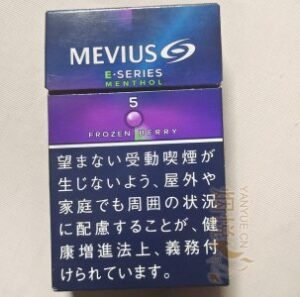 MEVIUS
E·SERIES
MENTHOL
5
FROZEN BERRY
望まない受動喫煙が
生じないよう、屋外や
家庭でも周囲の状況
に配慮することが、健
康増進法上、義務付
けられています。
YANYUE.CN